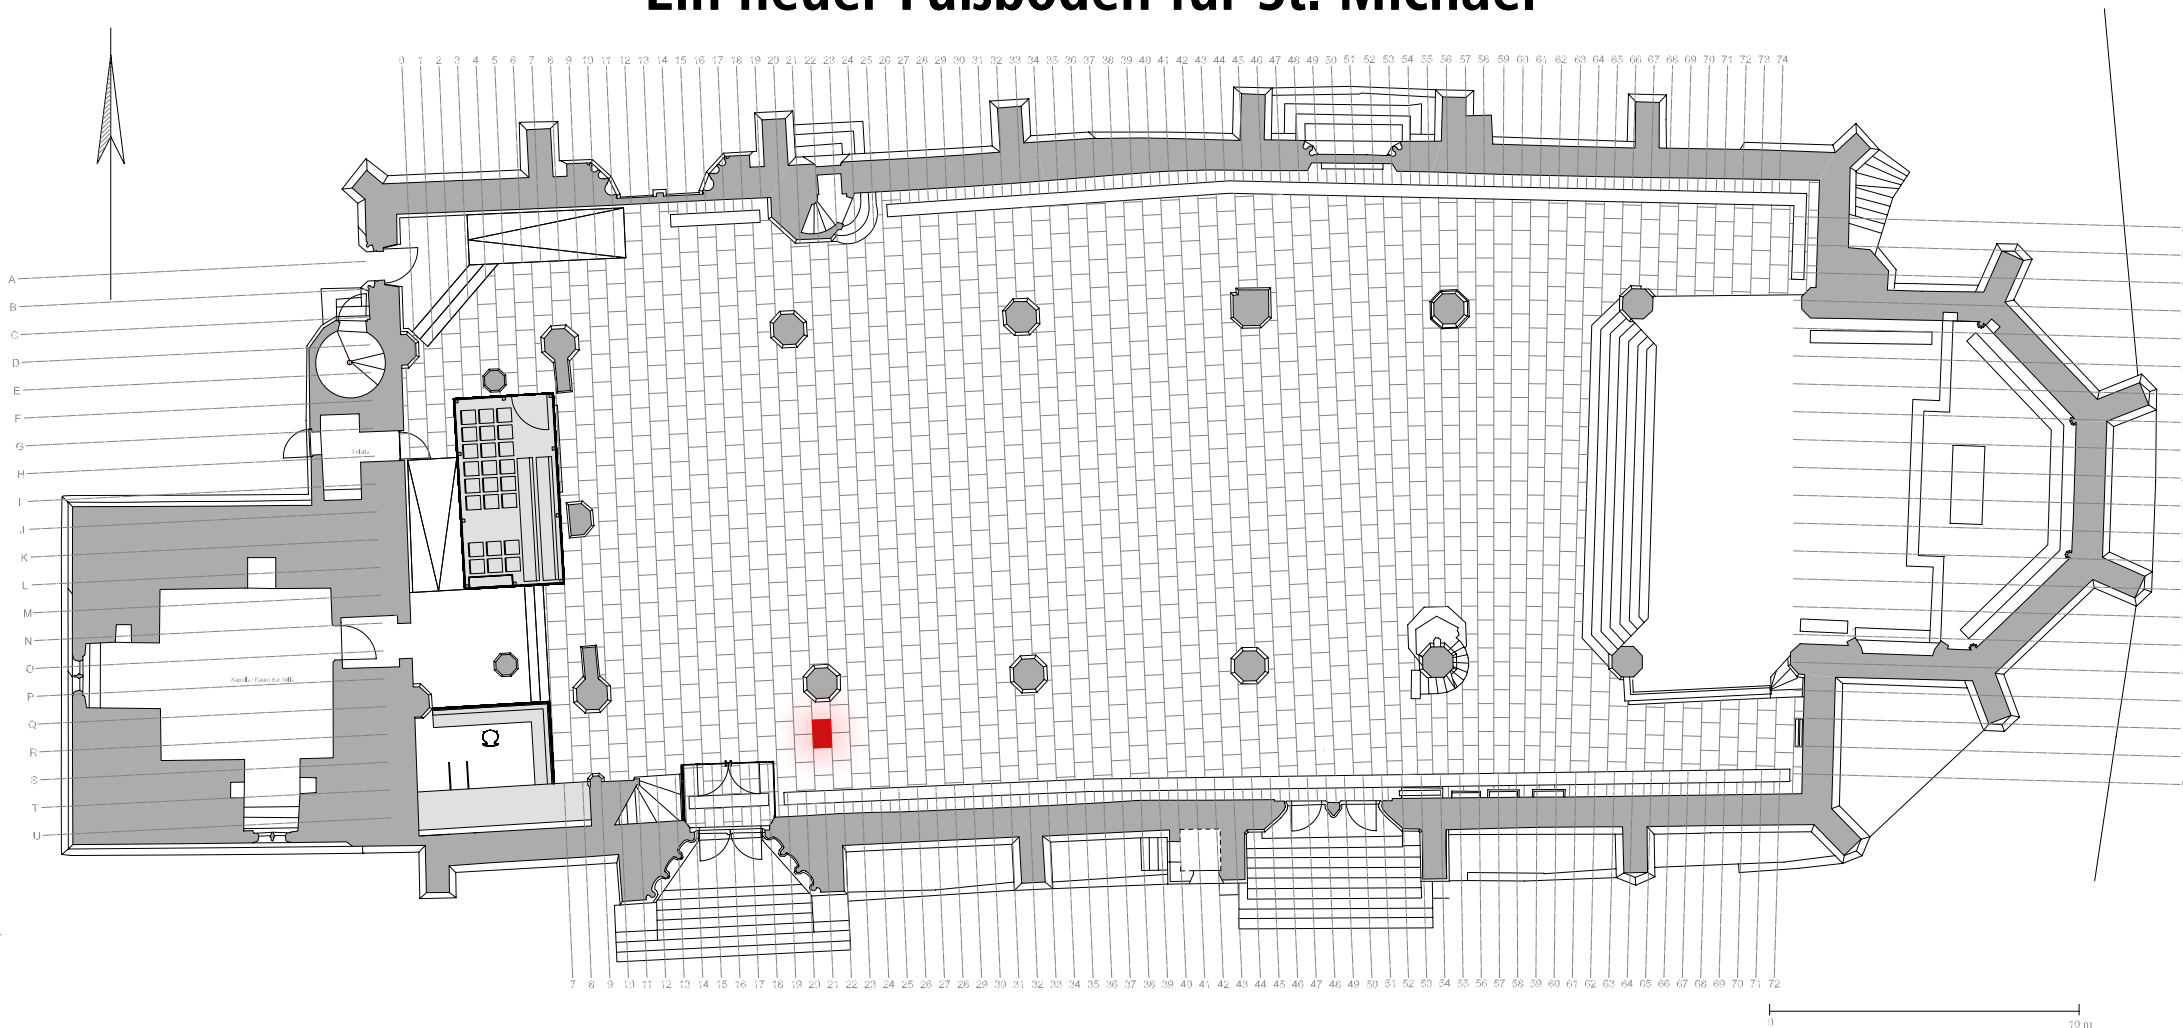 Ein neuer Fußboden für St. Michael
0 1 2 3 4 5 6 7 8 9 10 11 12 13 14 15 16 17 18 19 20 21 22 23 24 25 26 27 28 29 30 31 32 33 34 35 36 37 38 39 40 41 42 43 44 45 46 47 48 49 50 51 52 53 54 55 56 57 58 59 60 61 62 63 64 65 66 67 68 69 70 71 72 73 74
A
B
C
D
E
F
G
H
I
J
K
L
M
N
O
P
Q
R
S
T
U
7 8 9 10 11 12 13 14 15 16 17 18 19 20 21 22 23 24 25 26 27 28 29 30 31 32 33 34 35 36 37 38 39 40 41 42 43 44 45 46 47 48 49 50 51 52 53 54 55 56 57 58 59 60 61 62 63 64 65 66 67 68 69 70 71 72
0 10 m